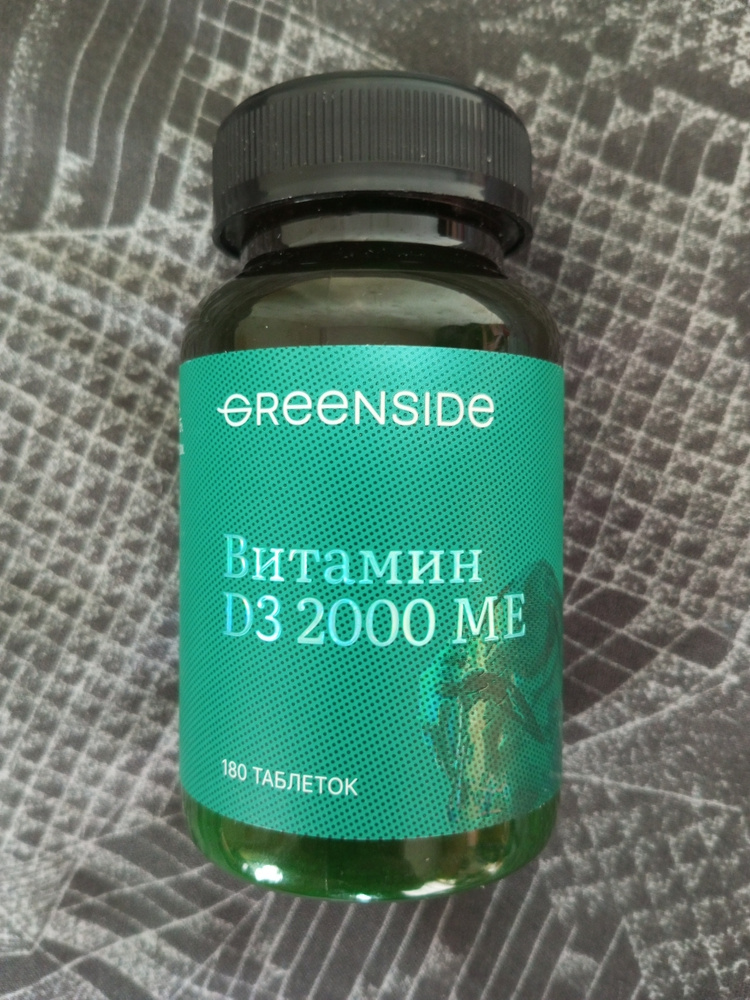 GREENSIDE
Витамин
D3 2000 МЕ
180 ТАБЛЕТОК